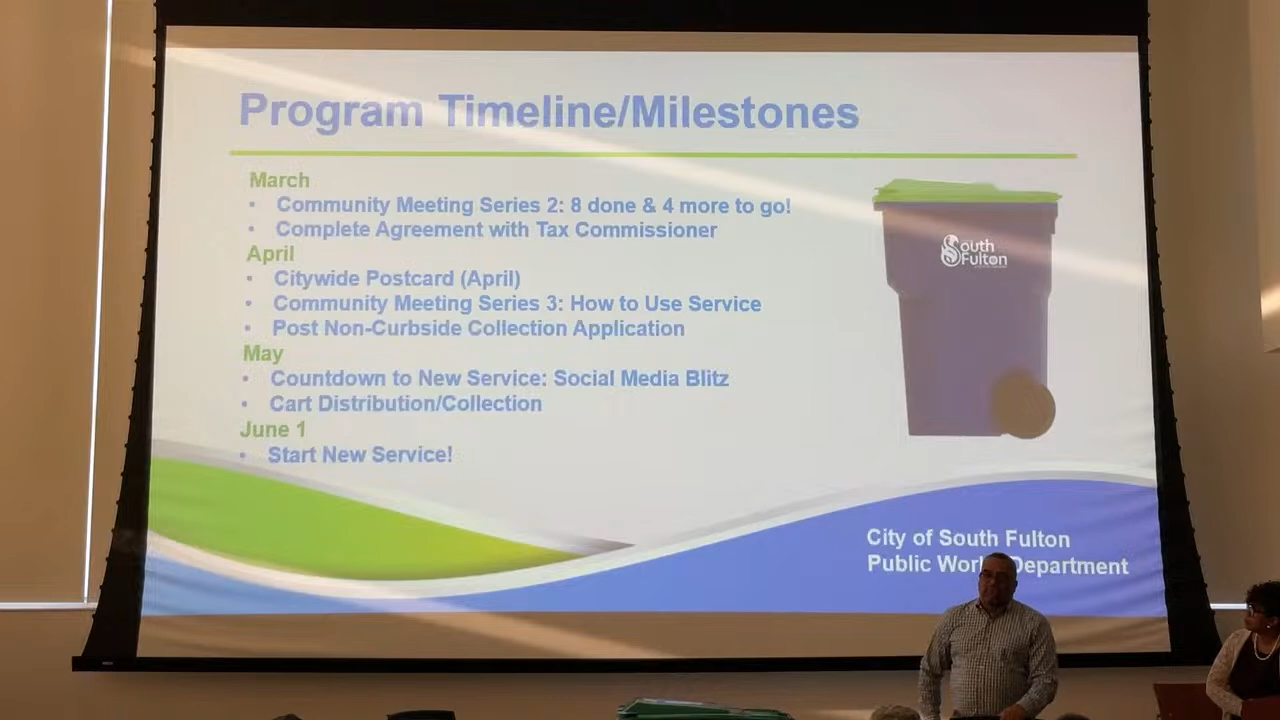 Program Timeline/Milestones
March
• Community Meeting Series 2: 8 done & 4 more to go!
• Complete Agreement with Tax Commissioner
April
• Citywide Postcard (April)
• Community Meeting Series 3: How to Use Service
• Post Non-Curbside Collection Application
May
• Countdown to New Service: Social Media Blitz
• Cart Distribution/Collection
June 1
• Start New Service!
South
Fulton
City of South Fulton
Public Department